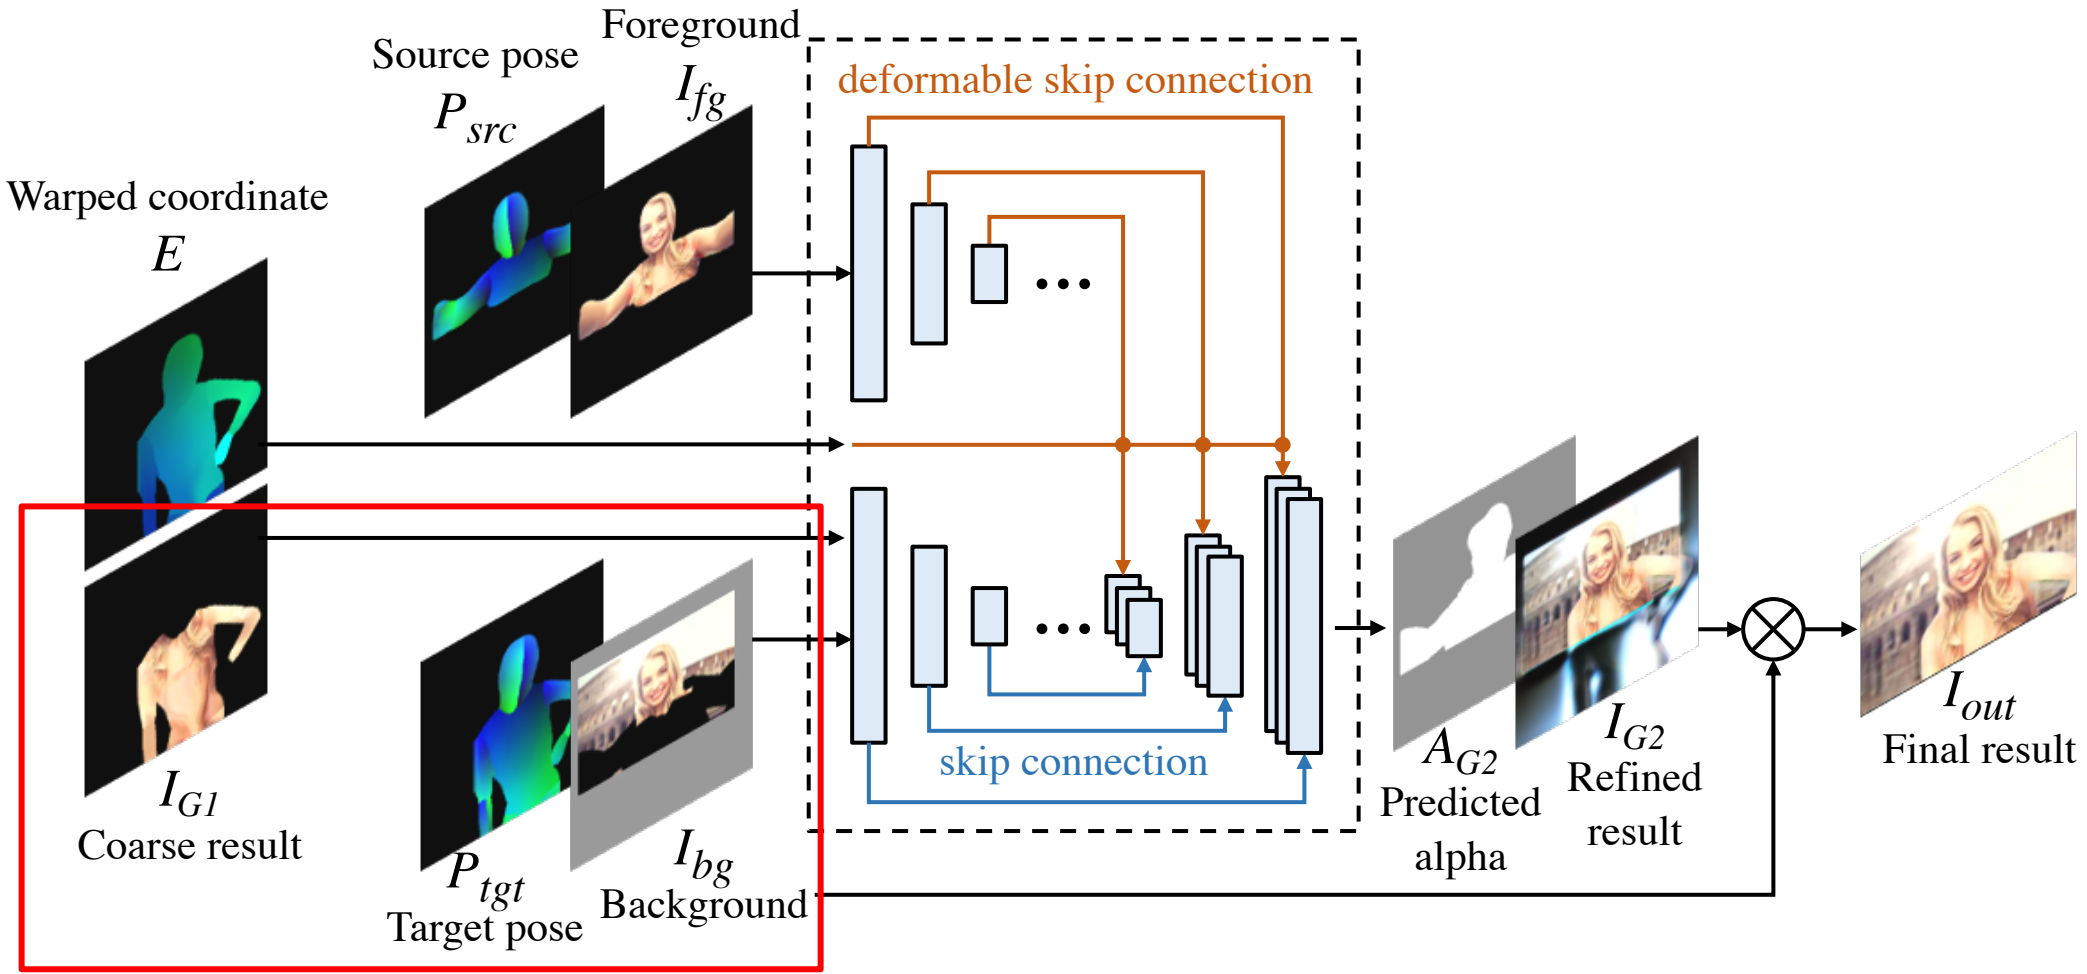 Foreground
I_fg
Source pose
P_src
deformable skip connection
Warped coordinate
E
I_G1
Coarse result
P_tgt
Target pose
I_bg
Background
skip connection
A_G2
Predicted
alpha
I_G2
Refined
result
I_out
Final result